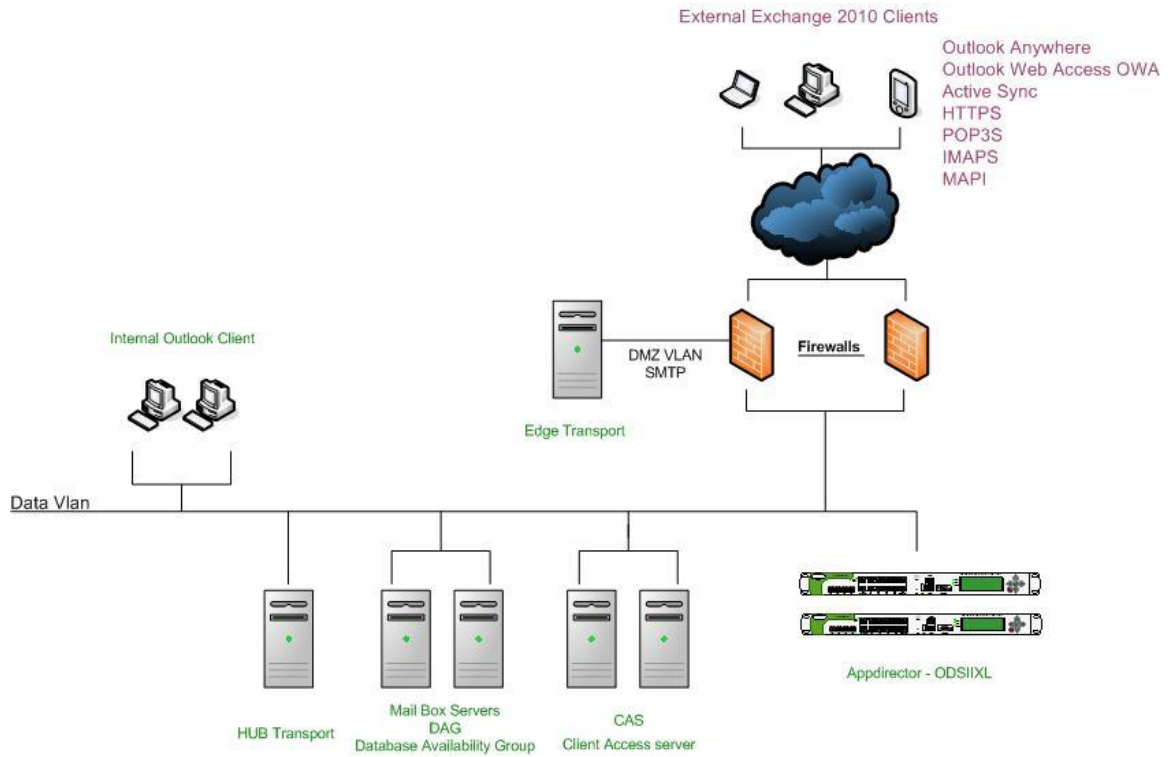 External Exchange 2010 Clients
Outlook Anywhere
Outlook Web Access OWA
Active Sync
HTTPS
POP3S
IMAPS
MAPI
Internal Outlook Client
Firewalls
DMZ VLAN
SMTP
Edge Transport
Data Vlan
HUB Transport
Mail Box Servers
DAG
Database Availability Group
CAS
Client Access server
Appdirector - ODSIIXL